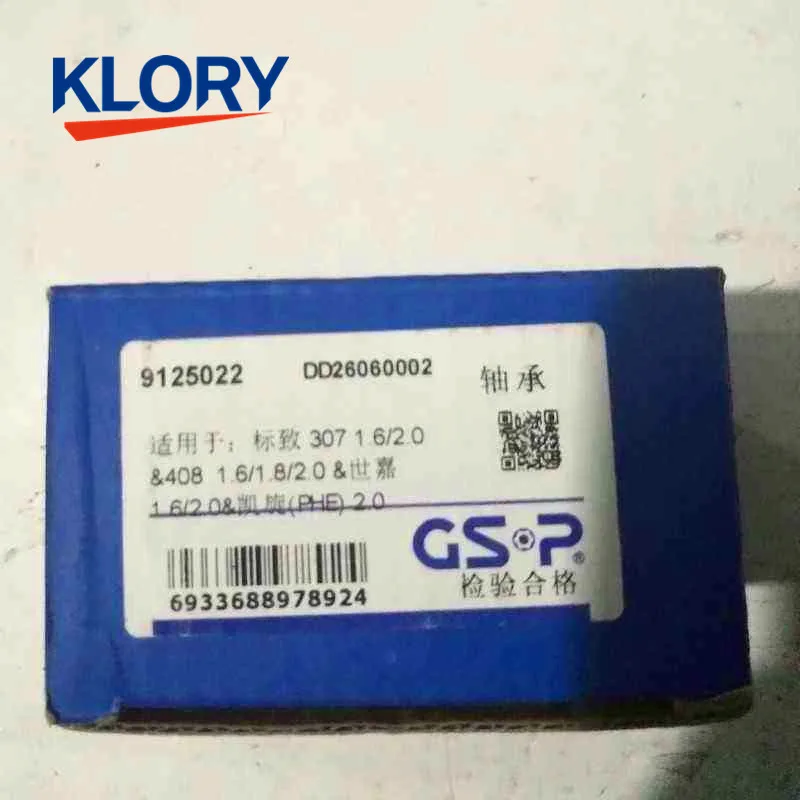 KLORY
9125022 DD26060002 轴承
适用于: 标致 307 1.6/2.0
&408 1.6/1.8/2.0 &世嘉
1.6/2.0&凯旋(PHE) 2.0
GSP®
检验合格
6933688978924